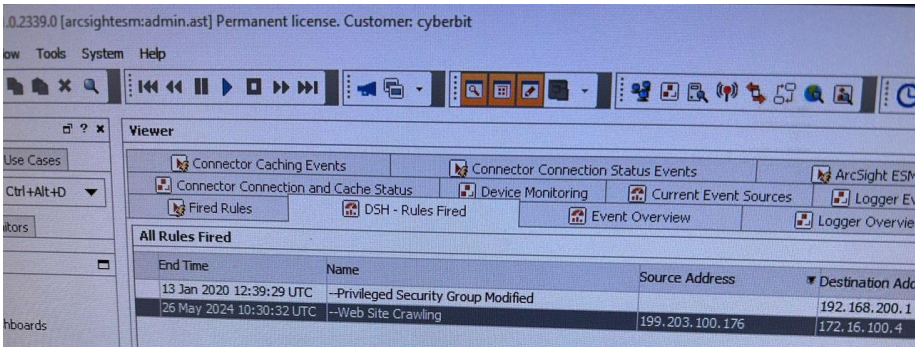 .0.2339.0 [arcsightesm:admin.ast] Permanent license. Customer: cyberbit
ow Tools System Help
? Viewer
Use Cases
Connector Caching Events Connector Connection Status Events ArcSight ESM
Ctrl+Alt+D
Connector Connection and Cache Status Device Monitoring Current Event Sources Logger Ev
Fired Rules DSH - Rules Fired Event Overview Logger Overvie
itors
All Rules Fired
End Time Name Source Address Destination Add
13 Jan 2020 12:39:29 UTC --Privileged Security Group Modified 192.168.200.1
26 May 2024 10:30:32 UTC --Web Site Crawling 199.203.100.176 172.16.100.4
hboards